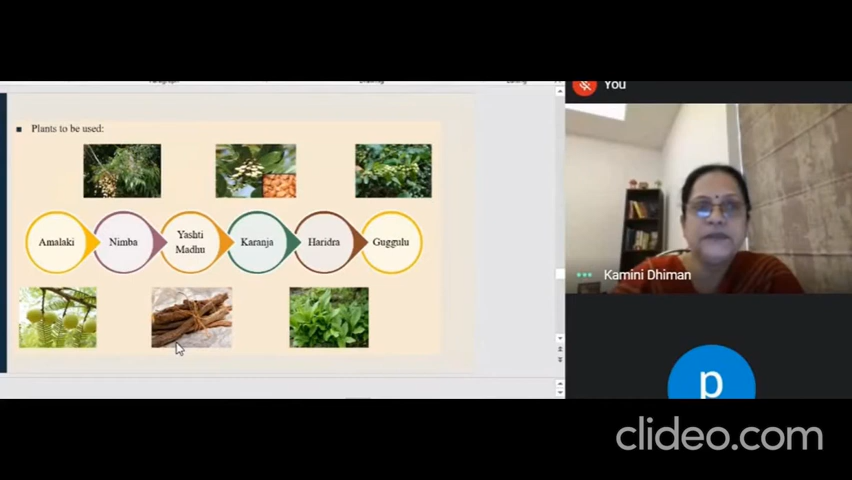 You
Plants to be used:
Amalaki
Nimba
Yashti
Madhu
Karanja
Haridra
Guggulu
Kamini Dhiman
p
clideo.com